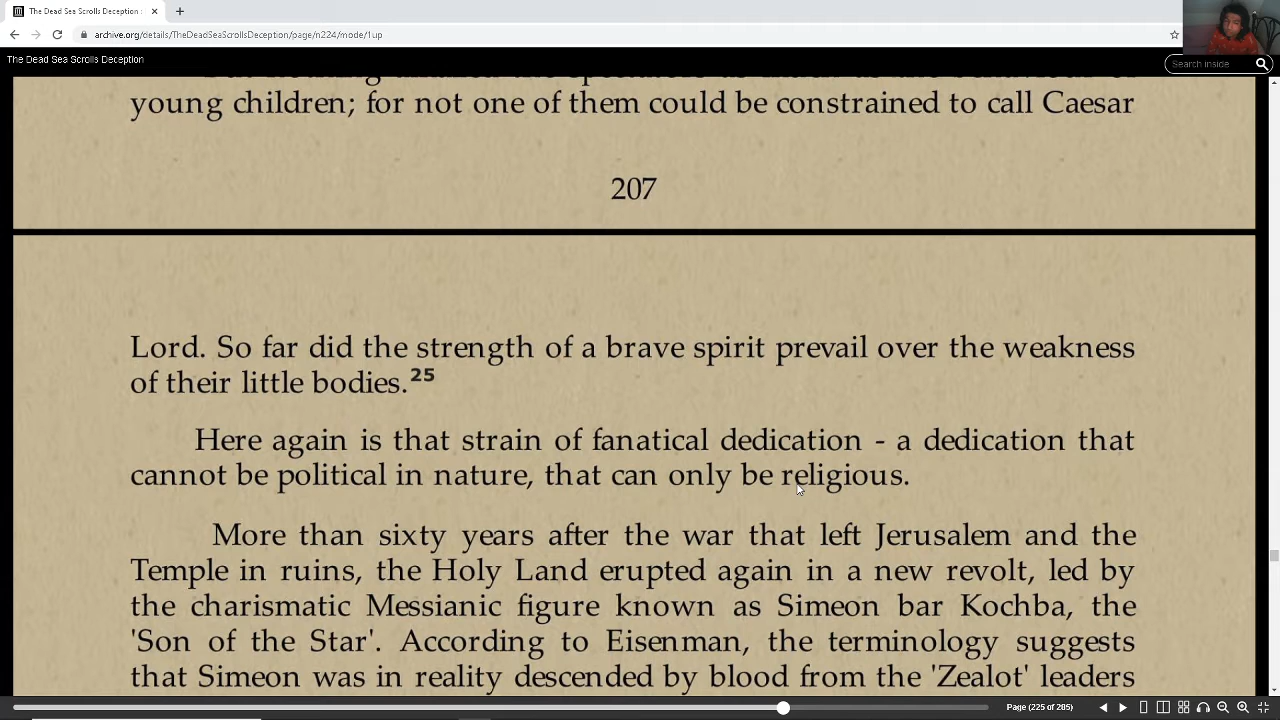 The Dead Sea Scrolls Deception :
archive.org/details/TheDeadSeaScrollsDeception/page/n224/mode/1up
The Dead Sea Scrolls Deception
Search inside
young children; for not one of them could be constrained to call Caesar
207
Lord. So far did the strength of a brave spirit prevail over the weakness
of their little bodies.25
Here again is that strain of fanatical dedication - a dedication that
cannot be political in nature, that can only be religious.
More than sixty years after the war that left Jerusalem and the
Temple in ruins, the Holy Land erupted again in a new revolt, led by
the charismatic Messianic figure known as Simeon bar Kochba, the
'Son of the Star'. According to Eisenman, the terminology suggests
that Simeon was in reality descended by blood from the 'Zealot' leaders
Page (225 of 285)